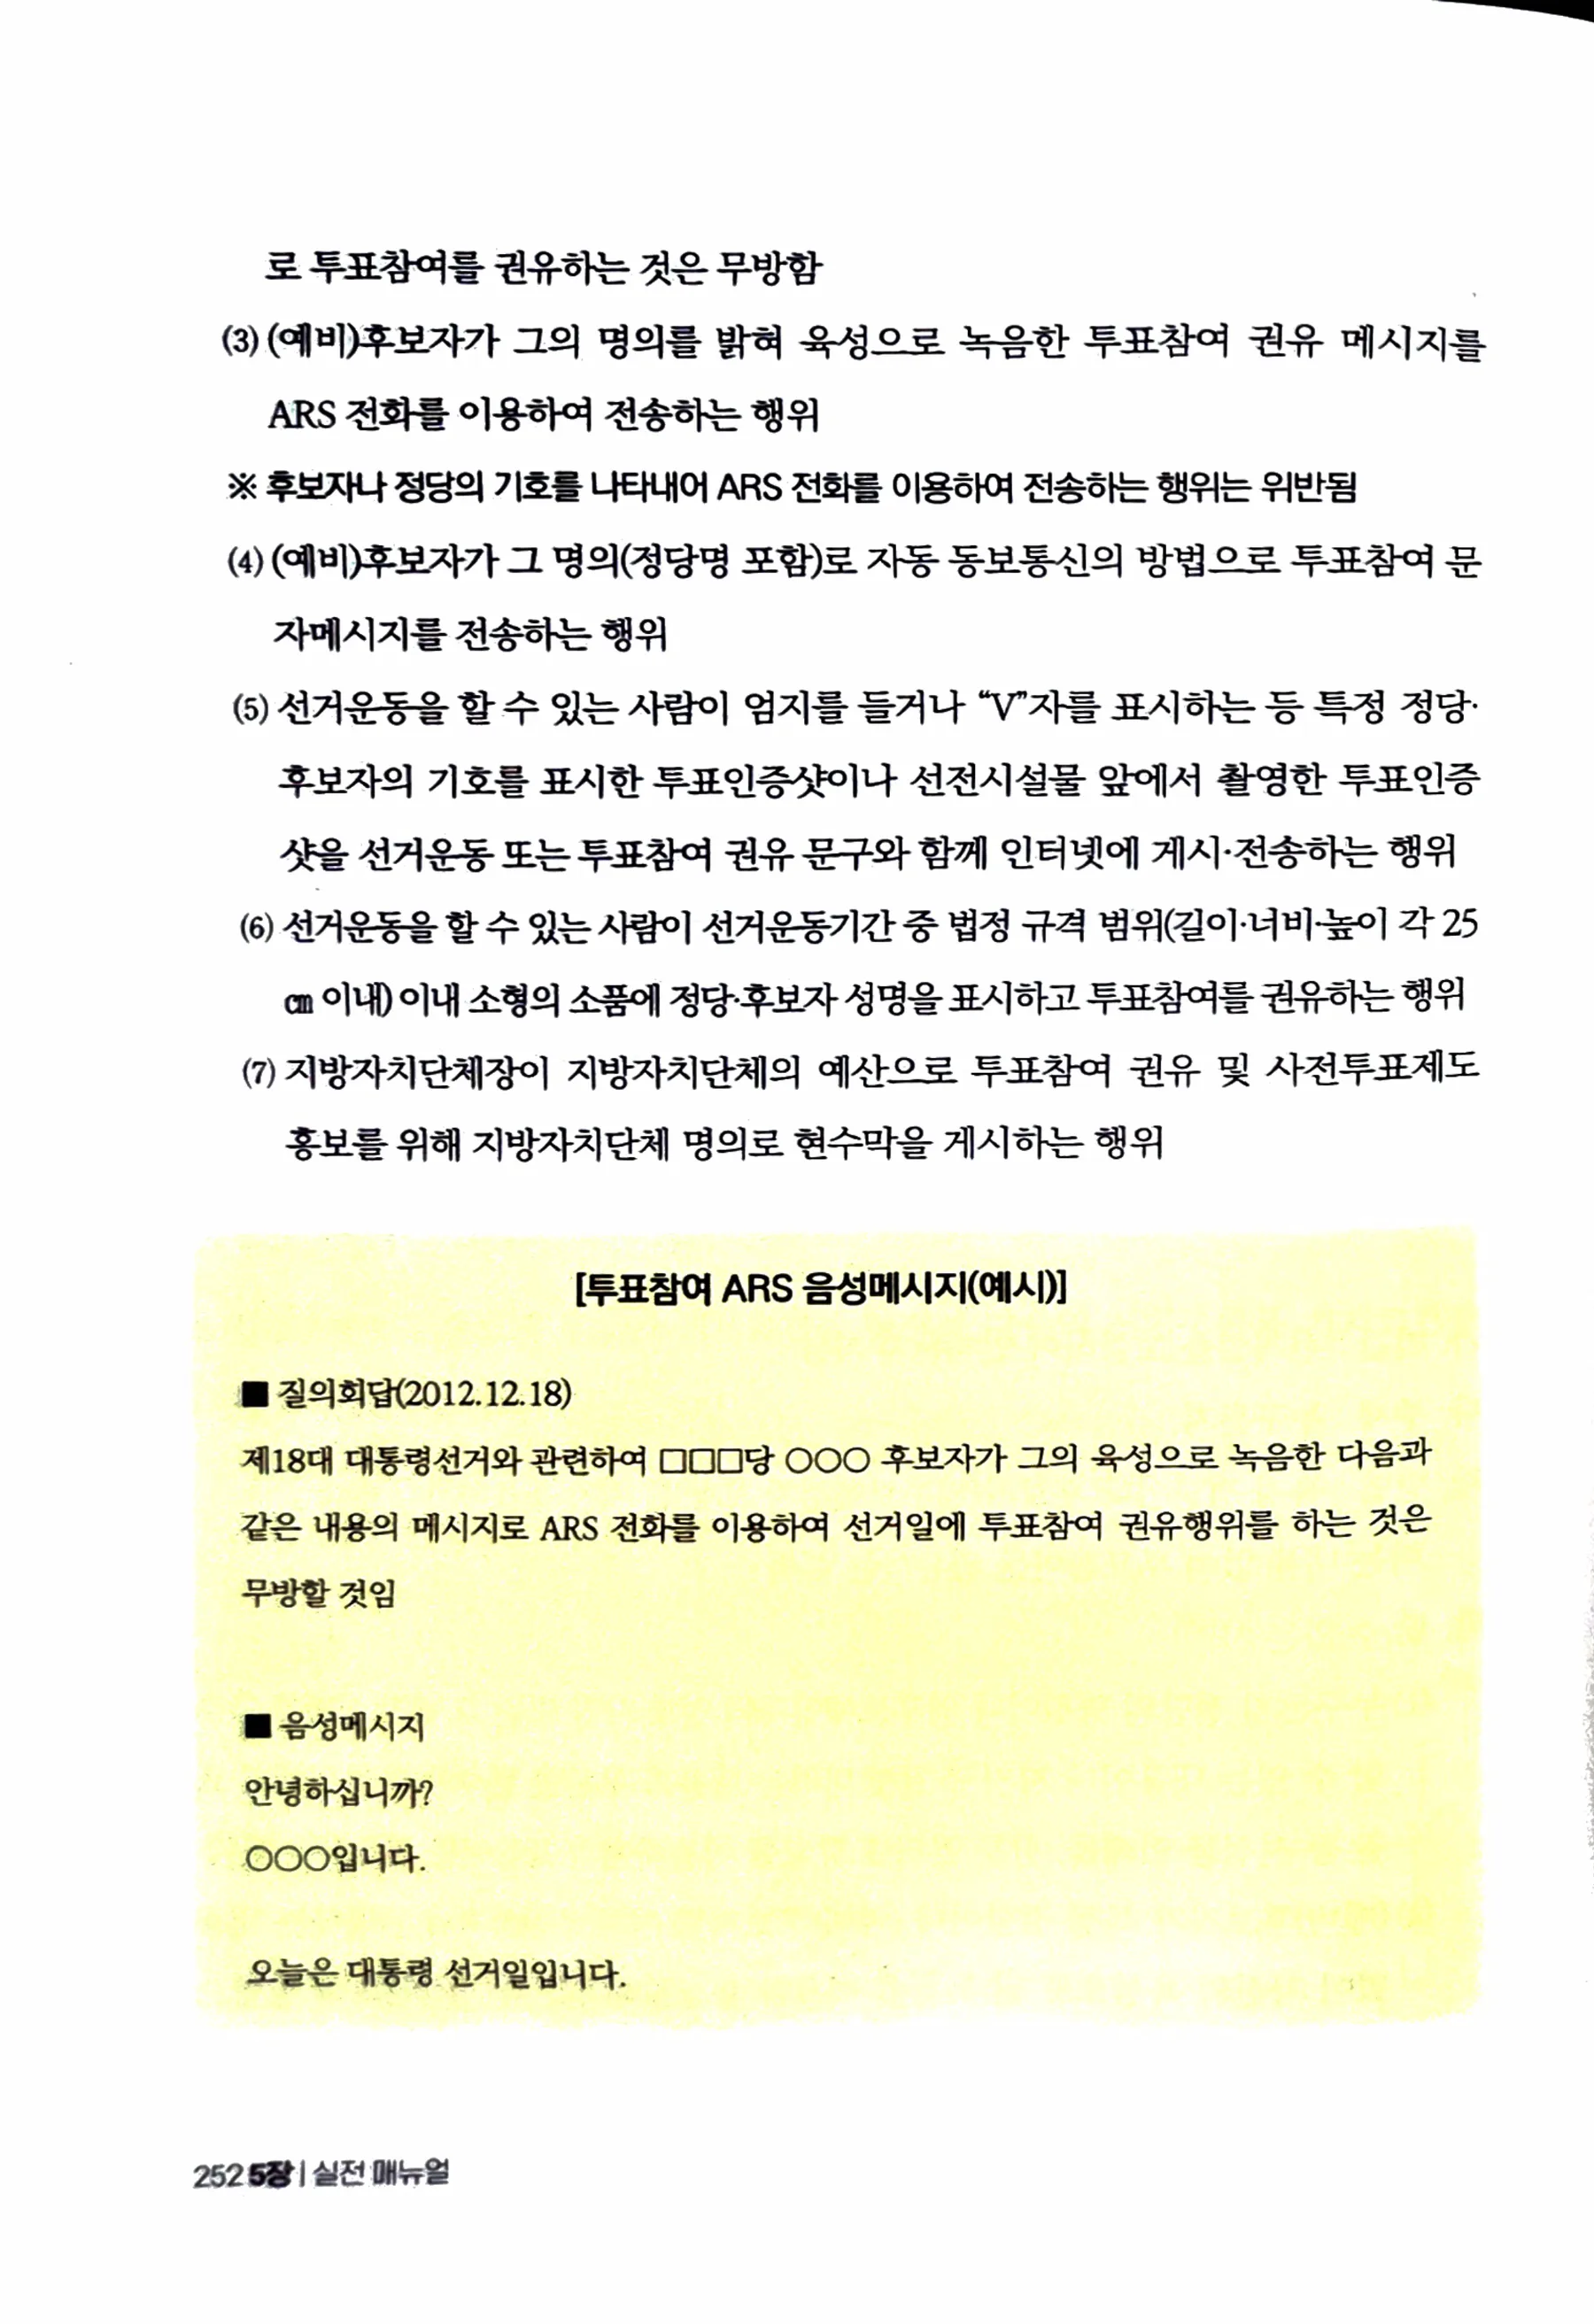 로 투표참여를 권유하는 것은 무방함
(3) (예비)후보자가 그의 명의를 밝혀 육성으로 녹음한 투표참여 권유 메시지를
ARS 전화를 이용하여 전송하는 행위
※ 후보자나 정당의 기호를 나타내어 ARS 전화를 이용하여 전송하는 행위는 위반됨
(4) (예비)후보자가 그 명의(정당명 포함)로 자동 동보통신의 방법으로 투표참여 문
자메시지를 전송하는 행위
(5) 선거운동을 할 수 있는 사람이 엄지를 들거나 “V”자를 표시하는 등 특정 정당·
후보자의 기호를 표시한 투표인증샷이나 선전시설물 앞에서 촬영한 투표인증
샷을 선거운동 또는 투표참여 권유 문구와 함께 인터넷에 게시·전송하는 행위
(6) 선거운동을 할 수 있는 사람이 선거운동기간 중 법정 규격 범위(길이·너비·높이 각 25
㎝ 이내) 이내 소형의 소품에 정당·후보자 성명을 표시하고 투표참여를 권유하는 행위
(7) 지방자치단체장이 지방자치단체의 예산으로 투표참여 권유 및 사전투표제도
홍보를 위해 지방자치단체 명의로 현수막을 게시하는 행위
[투표참여 ARS 음성메시지(예시)]
■ 질의회답(2012.12.18)
제18대 대통령선거와 관련하여 □□□당 ○○○ 후보자가 그의 육성으로 녹음한 다음과
같은 내용의 메시지로 ARS 전화를 이용하여 선거일에 투표참여 권유행위를 하는 것은
무방할 것임
■ 음성메시지
안녕하십니까?
○○○입니다.
오늘은 대통령 선거일입니다.
252 5장 | 실전 매뉴얼